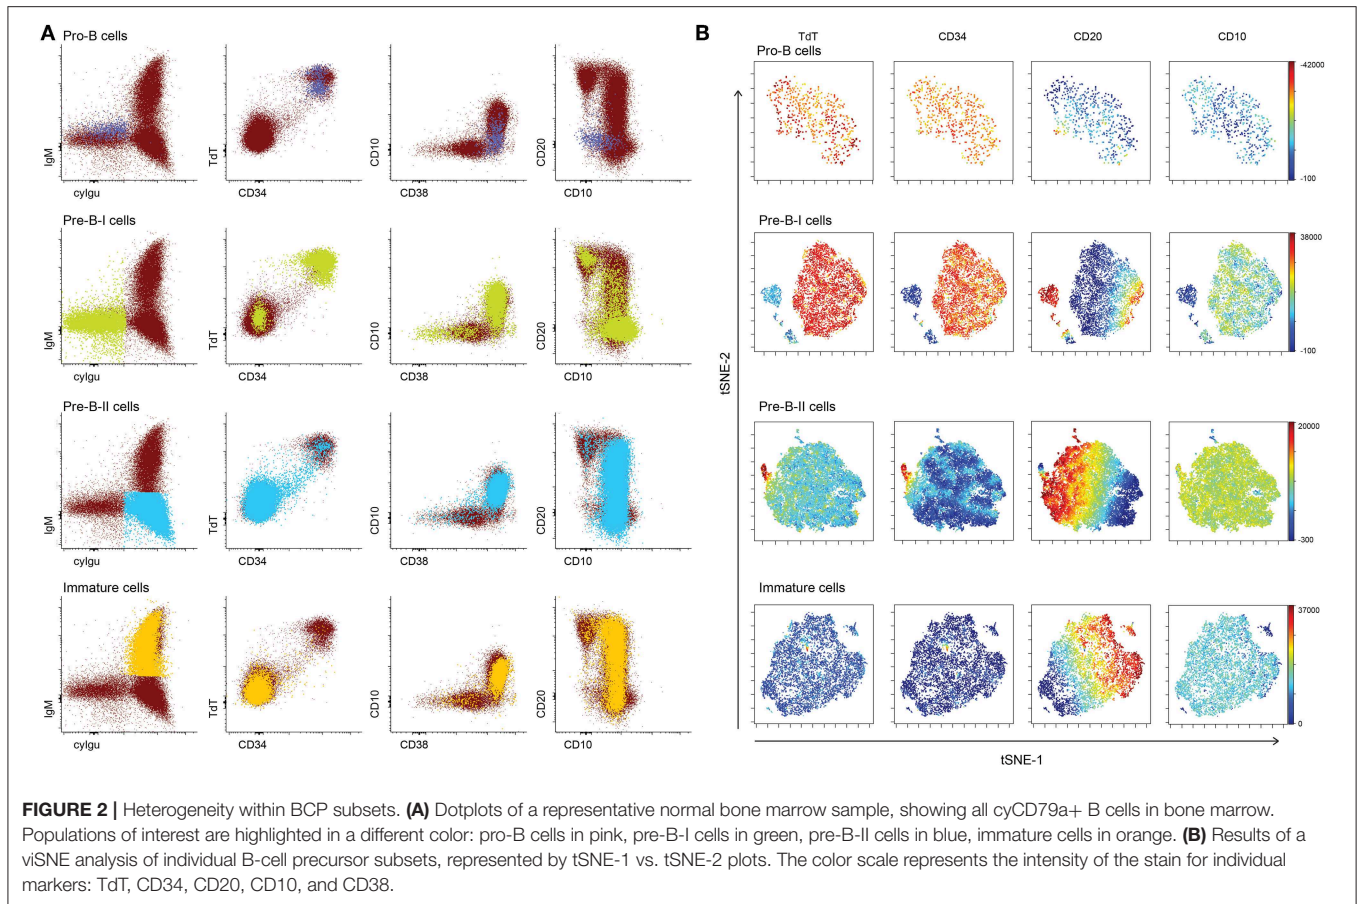 A
Pro-B cells
IgM
cyIgu
TdT
CD34
CD10
CD38
CD20
CD10
Pre-B-I cells
IgM
cyIgu
TdT
CD34
CD10
CD38
CD20
CD10
Pre-B-II cells
IgM
cyIgu
TdT
CD34
CD10
CD38
CD20
CD10
Immature cells
IgM
cyIgu
TdT
CD34
CD10
CD38
CD20
CD10
B
TdT
CD34
CD20
CD10
Pro-B cells
-42000
-100
Pre-B-I cells
38000
-100
Pre-B-II cells
20000
-300
Immature cells
37000
0
tSNE-2
tSNE-1
FIGURE 2 | Heterogeneity within BCP subsets. (A) Dotplots of a representative normal bone marrow sample, showing all cyCD79a+ B cells in bone marrow.
Populations of interest are highlighted in a different color: pro-B cells in pink, pre-B-I cells in green, pre-B-II cells in blue, immature cells in orange. (B) Results of a
viSNE analysis of individual B-cell precursor subsets, represented by tSNE-1 vs. tSNE-2 plots. The color scale represents the intensity of the stain for individual
markers: TdT, CD34, CD20, CD10, and CD38.